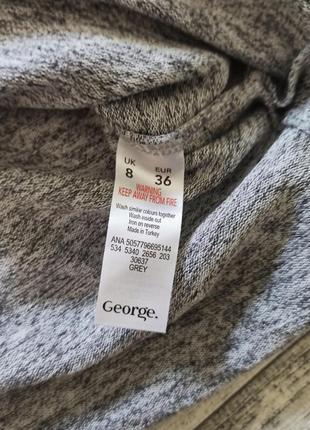 UK EUR
8 36
WARNING
KEEP AWAY FROM FIRE
Wash similar colours together
Wash inside out
Iron on reverse
Made in Turkey
ANA 5057796695144
534 5340 2656 203
30637
GREY
George.